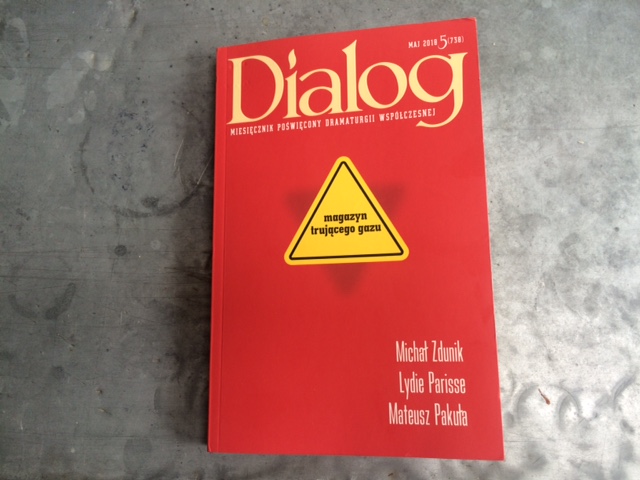 MAJ 2018 5(738)
Dialog
MIESIĘCZNIK POŚWIĘCONY DRAMATURGII WSPÓŁCZESNEJ
magazyn
trującego gazu
Michał Zdunik
Lydie Parisse
Mateusz Pakuła